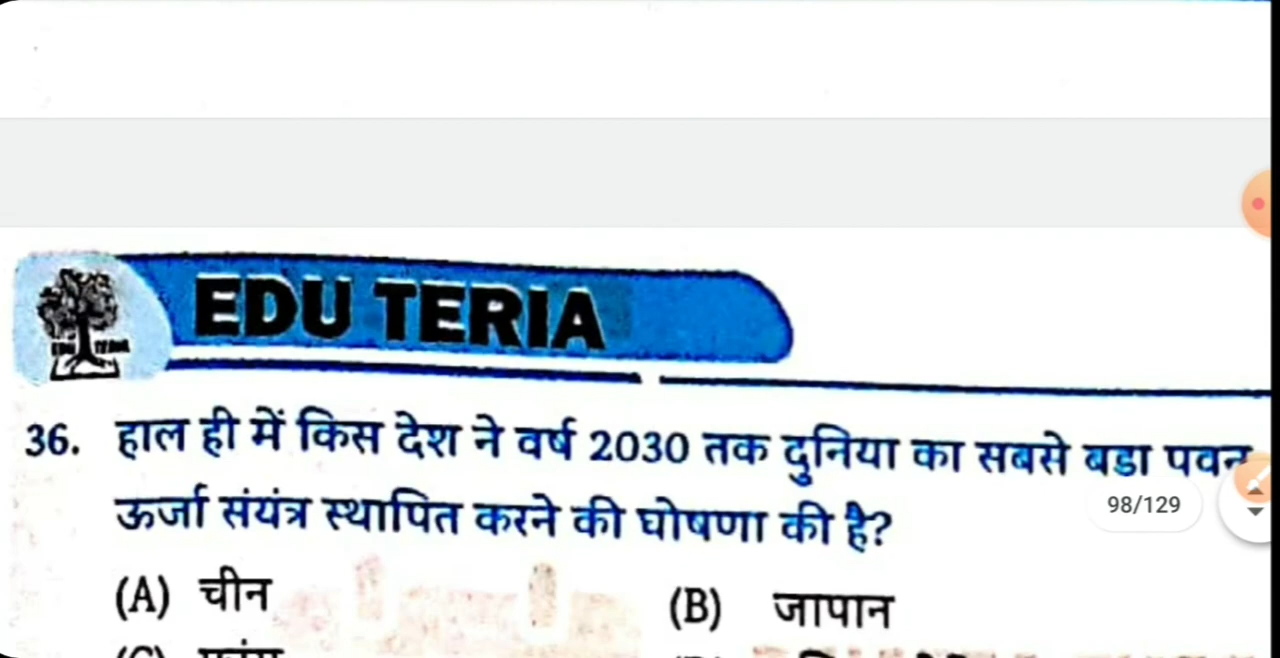 EDU TERIA
36. हाल ही में किस देश ने वर्ष 2030 तक दुनिया का सबसे बडा पवन
ऊर्जा संयंत्र स्थापित करने की घोषणा की है?
98/129
(A) चीन (B) जापान